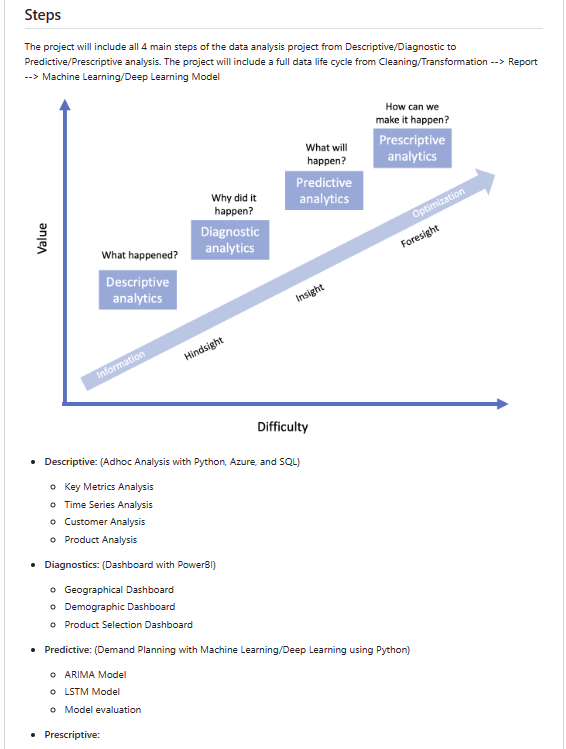 Steps
The project will include all 4 main steps of the data analysis project from Descriptive/Diagnostic to
Predictive/Prescriptive analysis. The project will include a full data life cycle from Cleaning/Transformation --> Report
--> Machine Learning/Deep Learning Model
How can we
make it happen?
Prescriptive
analytics
What will
happen?
Predictive
analytics
Why did it
happen?
Diagnostic
analytics
What happened?
Descriptive
analytics
Value
Information
Optimization
Hindsight
Insight
Foresight
Difficulty
• Descriptive: (Adhoc Analysis with Python, Azure, and SQL)
○ Key Metrics Analysis
○ Time Series Analysis
○ Customer Analysis
○ Product Analysis
• Diagnostics: (Dashboard with PowerBI)
○ Geographical Dashboard
○ Demographic Dashboard
○ Product Selection Dashboard
• Predictive: (Demand Planning with Machine Learning/Deep Learning using Python)
○ ARIMA Model
○ LSTM Model
○ Model evaluation
• Prescriptive: